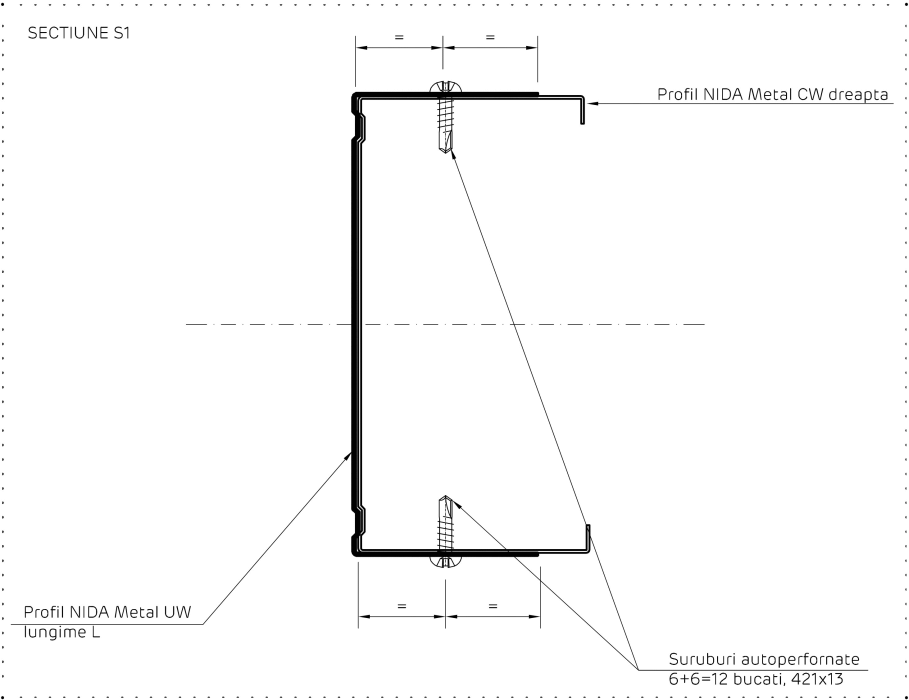 SECTIUNE S1
= =
Profil NIDA Metal CW dreapta
Profil NIDA Metal UW
lungime L
= =
Suruburi autoperfornate
6+6=12 bucati, 421x13